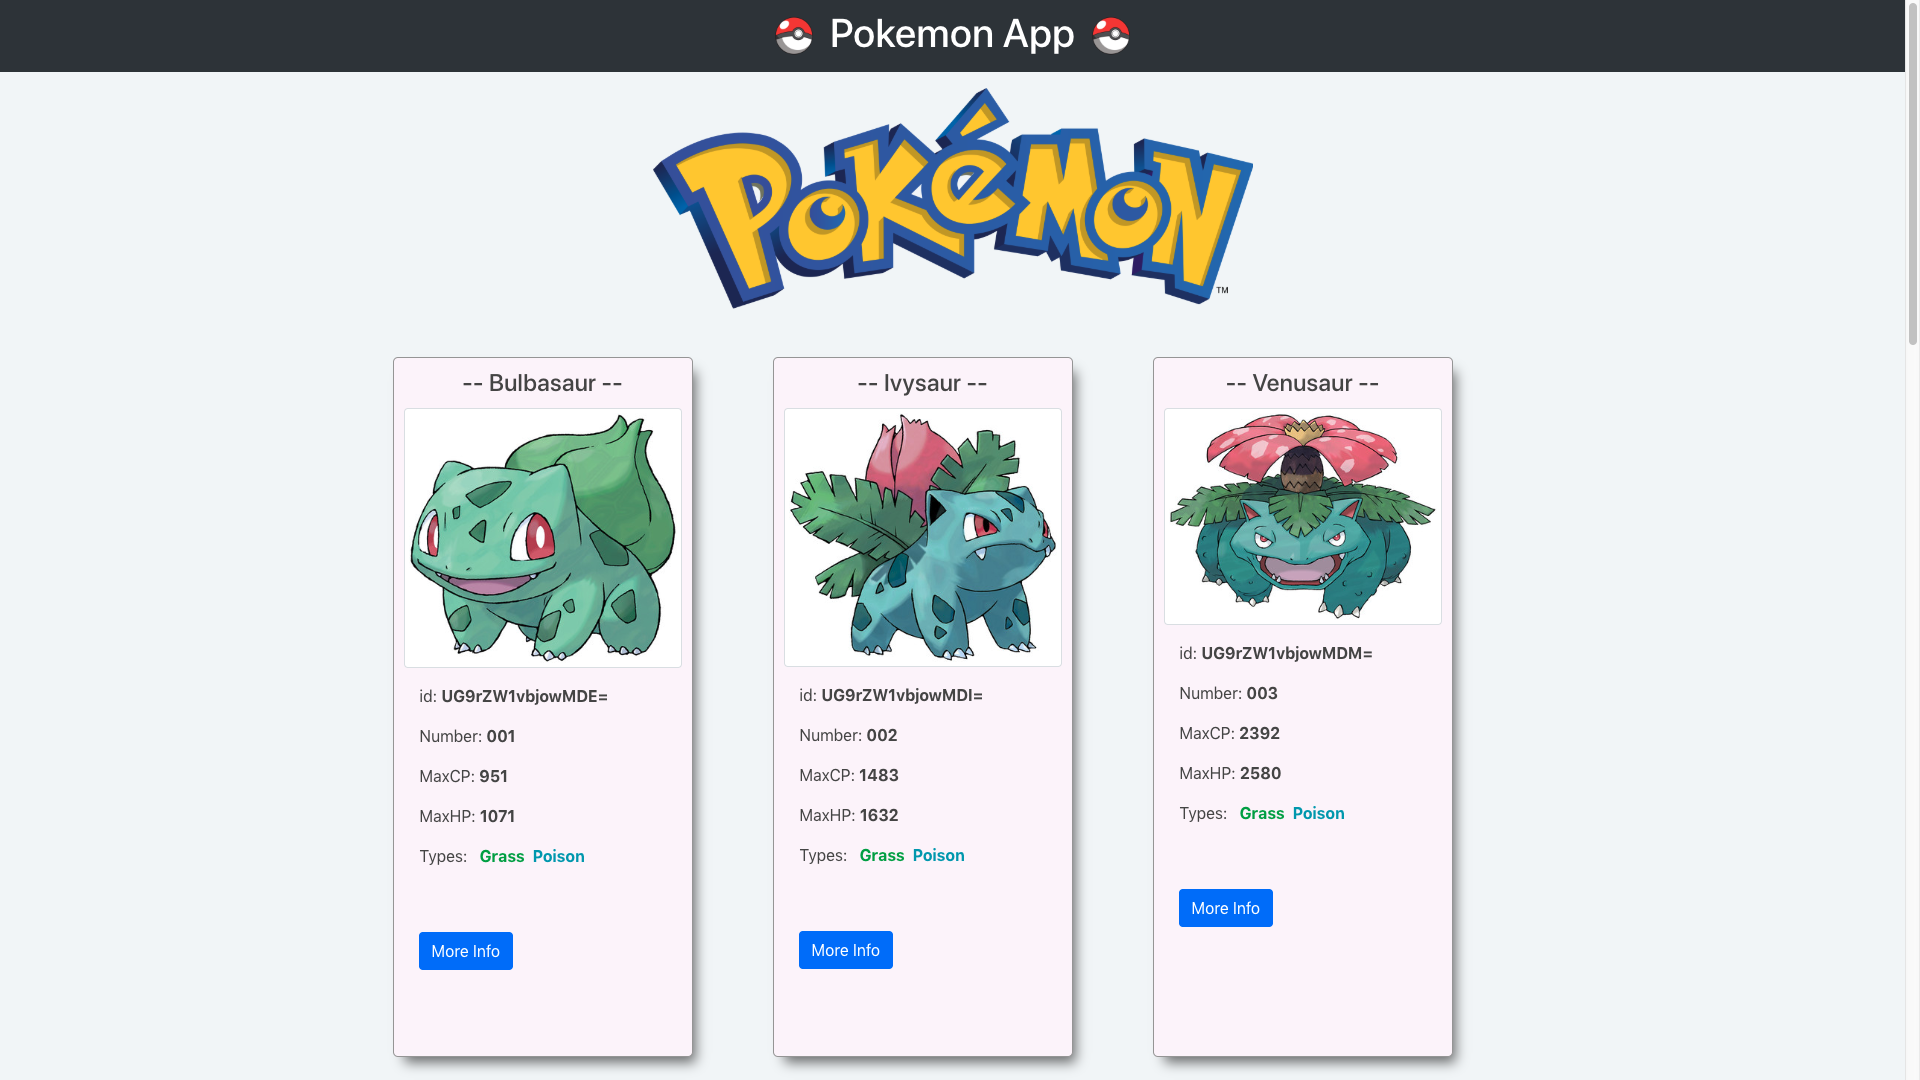 Pokemon App
POKéMON
TM
-- Bulbasaur --
id: UG9rZW1vbjowMDE=
Number: 001
MaxCP: 951
MaxHP: 1071
Types: Grass Poison
More Info
-- Ivysaur --
id: UG9rZW1vbjowMDI=
Number: 002
MaxCP: 1483
MaxHP: 1632
Types: Grass Poison
More Info
-- Venusaur --
id: UG9rZW1vbjowMDM=
Number: 003
MaxCP: 2392
MaxHP: 2580
Types: Grass Poison
More Info